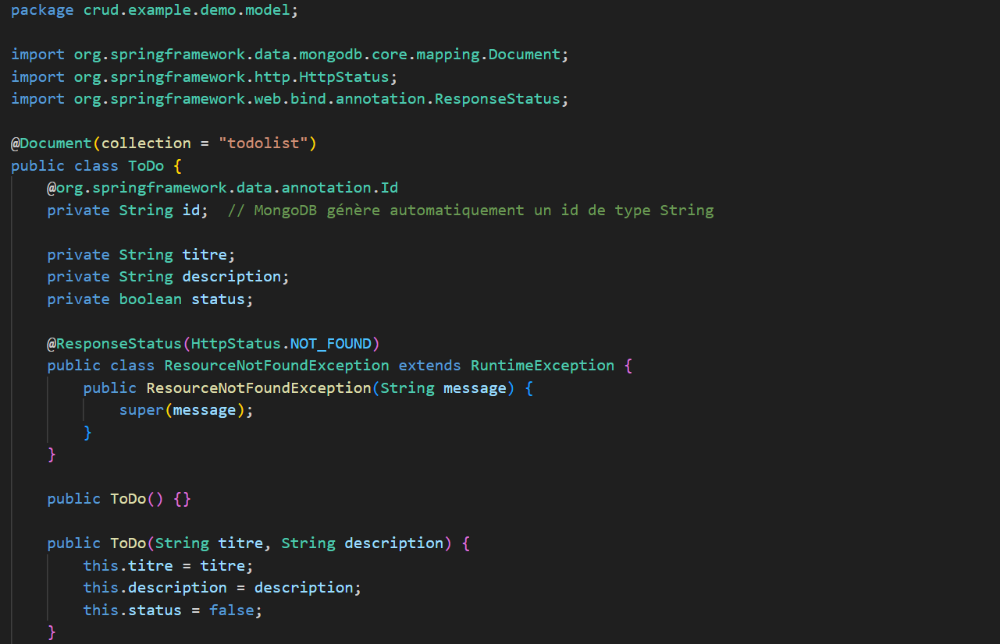 package crud.example.demo.model;
import org.springframework.data.mongodb.core.mapping.Document;
import org.springframework.http.HttpStatus;
import org.springframework.web.bind.annotation.ResponseStatus;
@Document(collection = "todolist")
public class ToDo {
@org.springframework.data.annotation.Id
private String id;  // MongoDB génère automatiquement un id de type String
private String titre;
private String description;
private boolean status;
@ResponseStatus(HttpStatus.NOT_FOUND)
public class ResourceNotFoundException extends RuntimeException {
public ResourceNotFoundException(String message) {
super(message);
}
}
public ToDo() {}
public ToDo(String titre, String description) {
this.titre = titre;
this.description = description;
this.status = false;
}